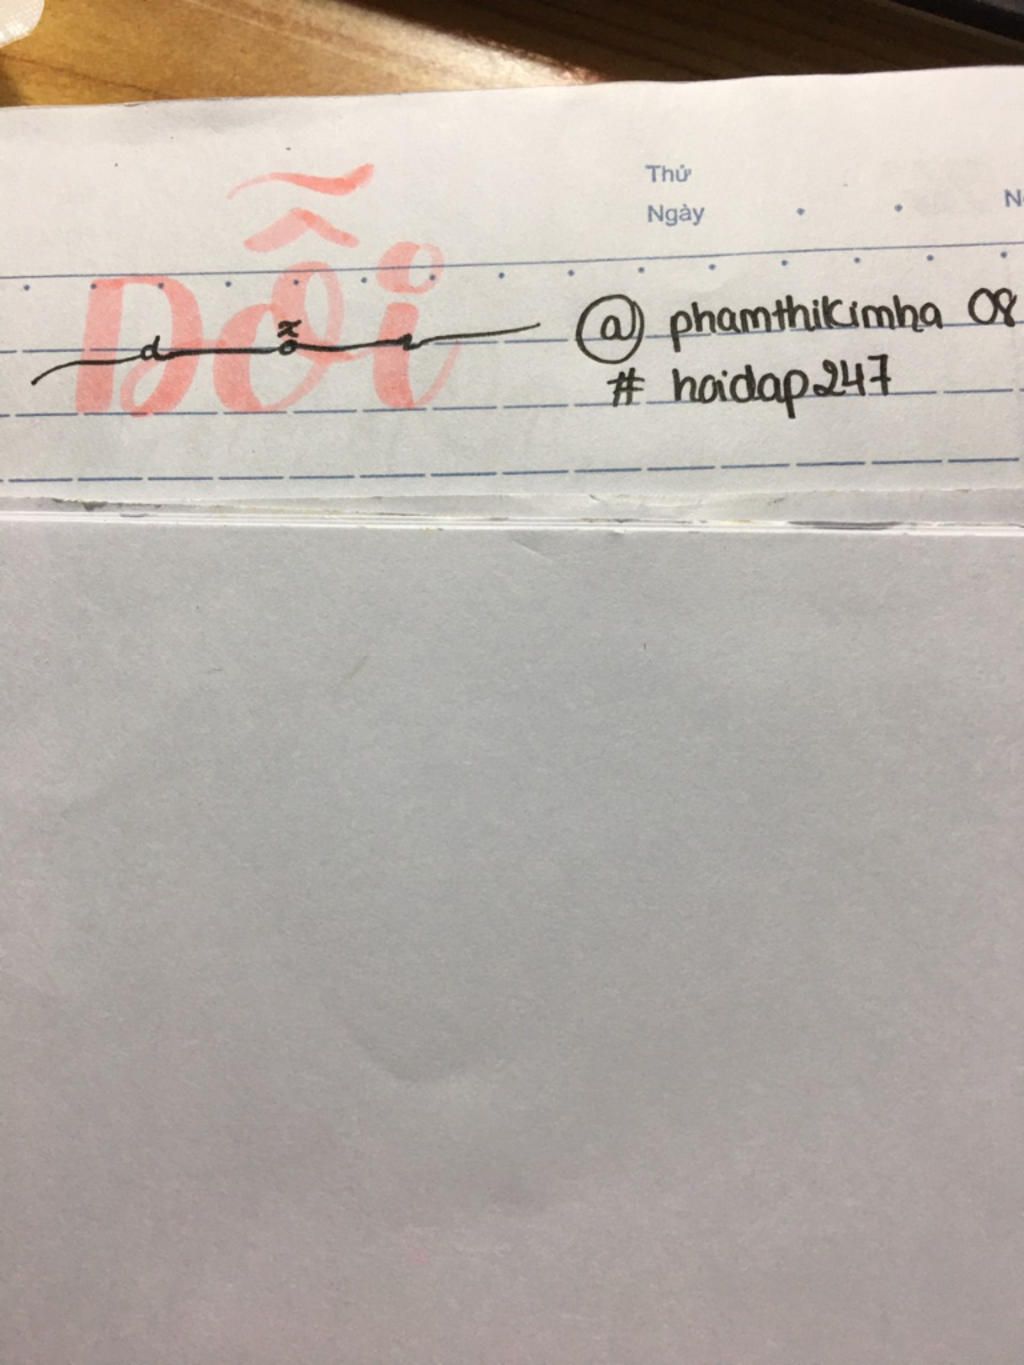 Thứ
Ngày
Dỗi
dỗi
@ phamthikimha 08
# hoidap247